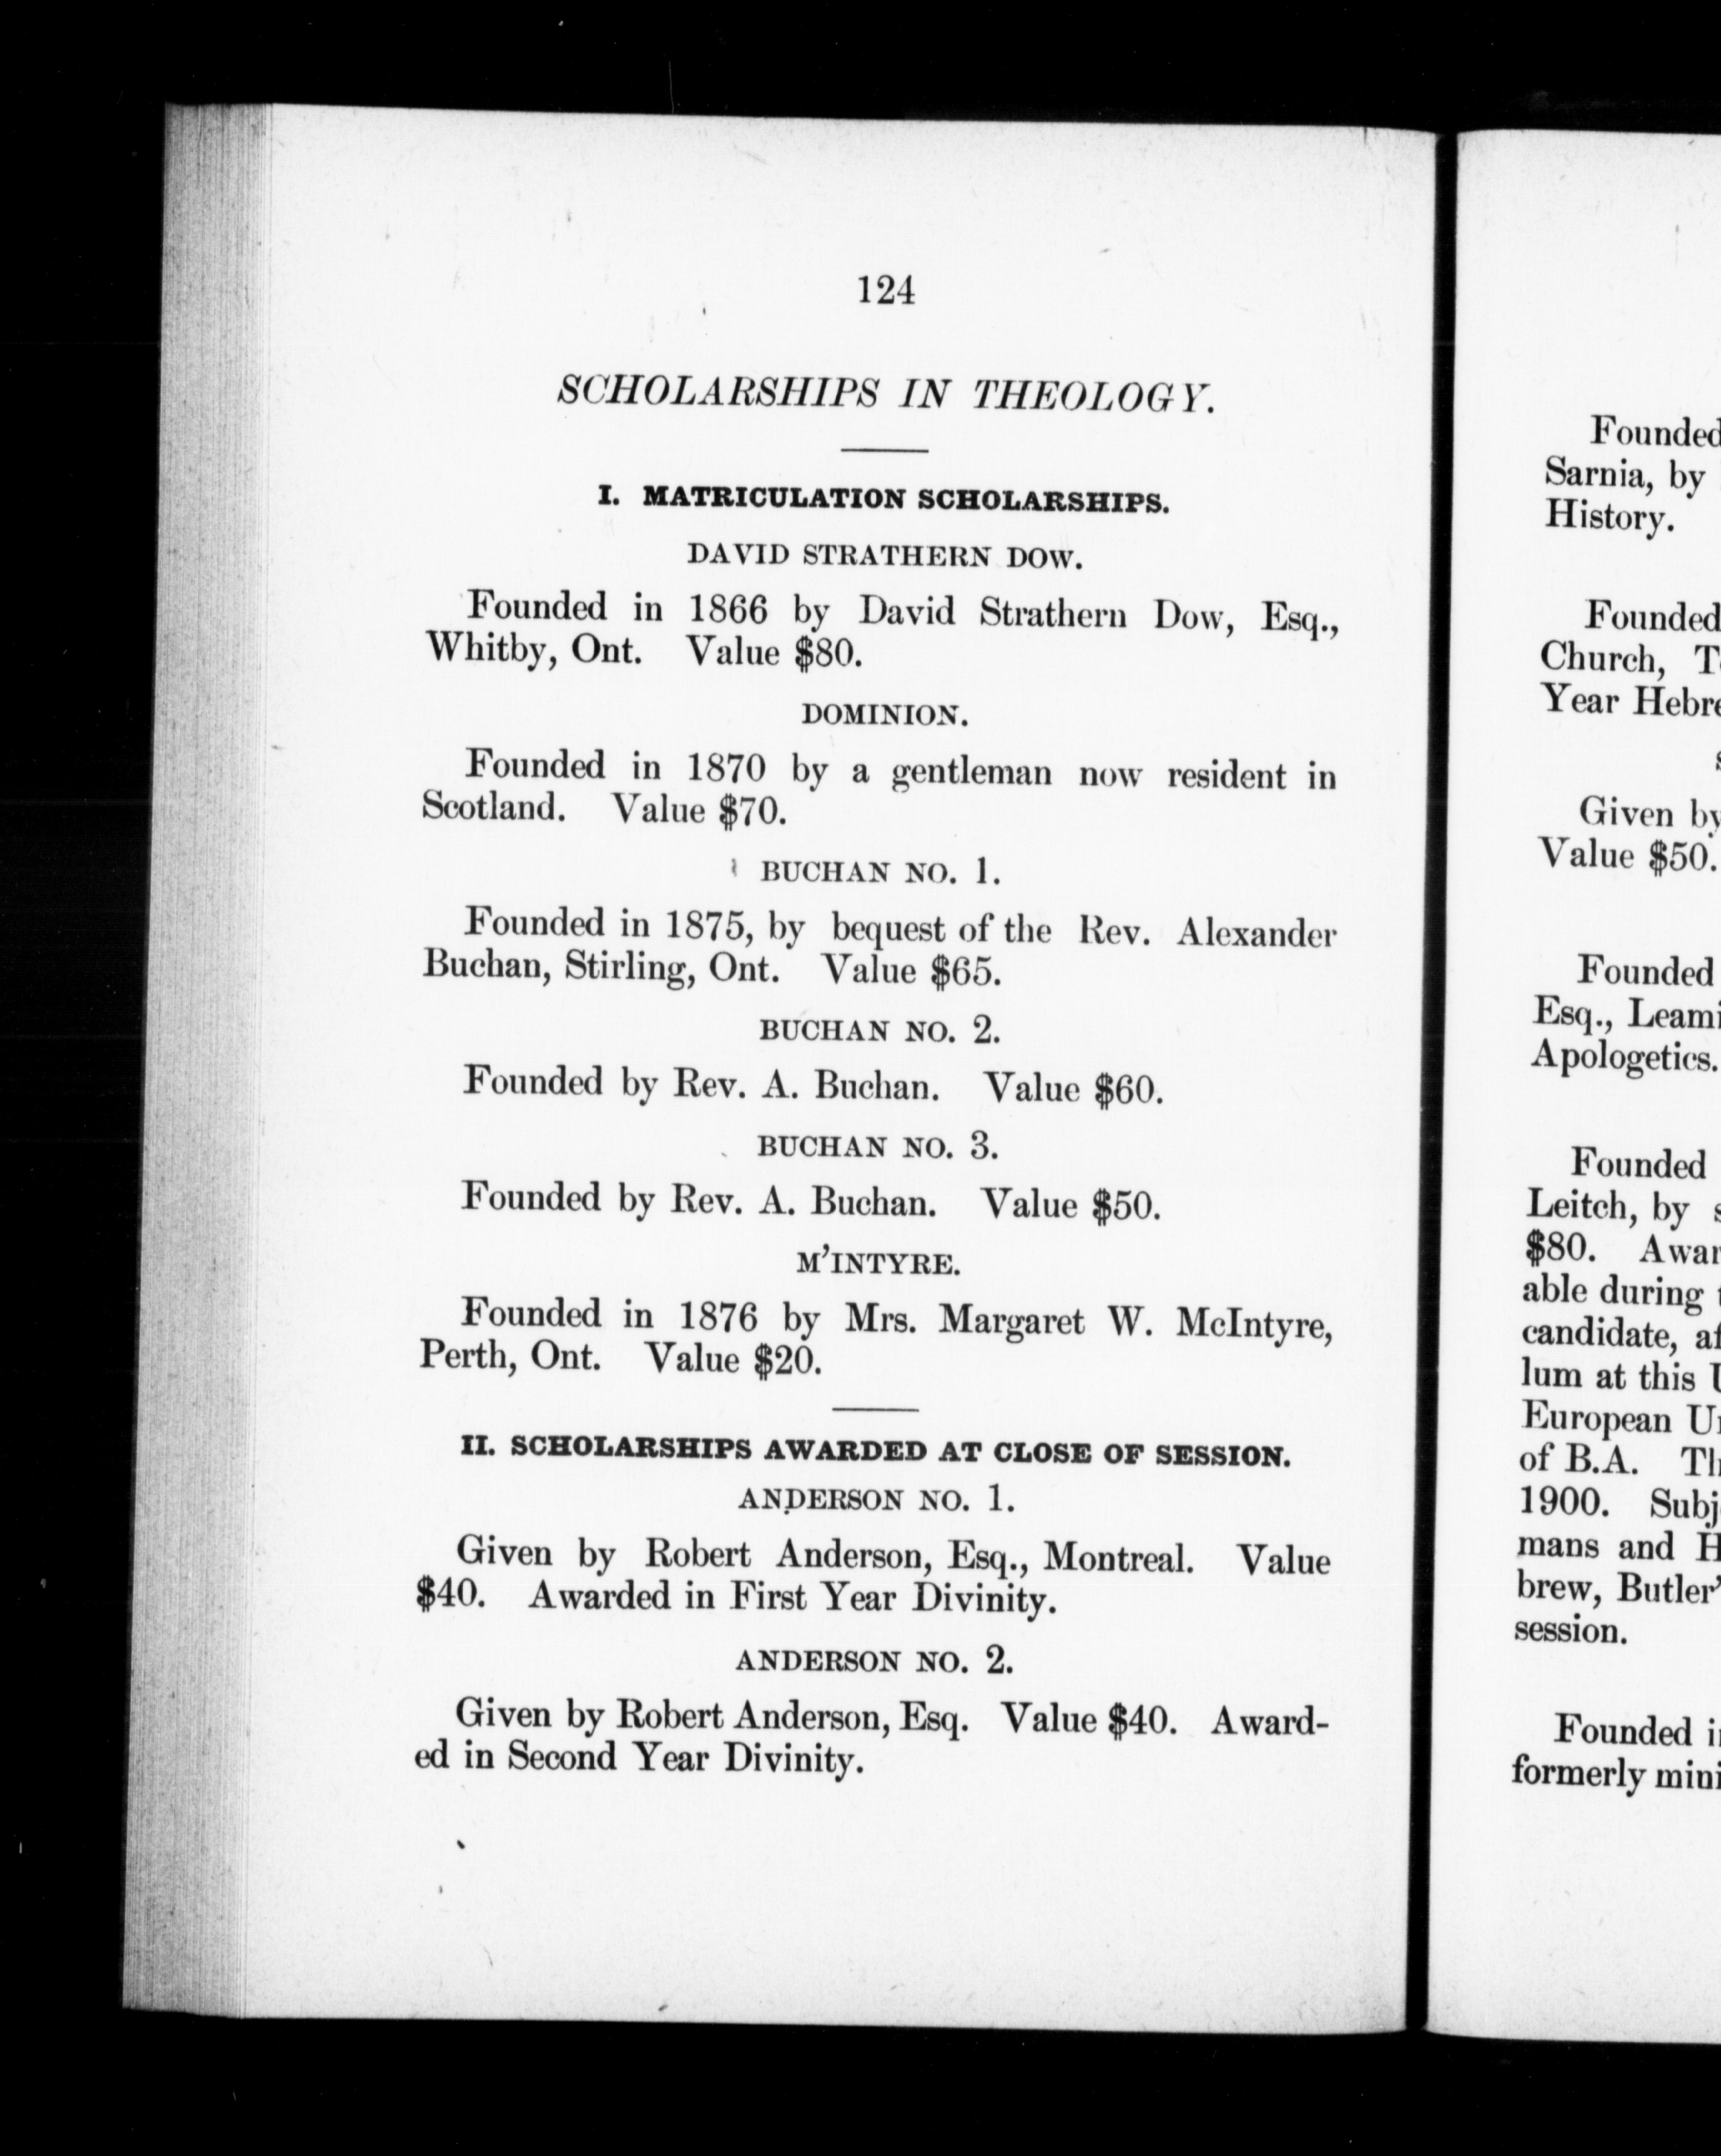 124
SCHOLARSHIPS IN THEOLOGY.
I. MATRICULATION SCHOLARSHIPS.
DAVID STRATHERN DOW.
Founded in 1866 by David Strathern Dow, Esq.,
Whitby, Ont. Value $80.
DOMINION.
Founded in 1870 by a gentleman now resident in
Scotland. Value $70.
BUCHAN NO. 1.
Founded in 1875, by bequest of the Rev. Alexander
Buchan, Stirling, Ont. Value $65.
BUCHAN NO. 2.
Founded by Rev. A. Buchan. Value $60.
BUCHAN NO. 3.
Founded by Rev. A. Buchan. Value $50.
M'INTYRE.
Founded in 1876 by Mrs. Margaret W. McIntyre,
Perth, Ont. Value $20.
II. SCHOLARSHIPS AWARDED AT CLOSE OF SESSION.
ANDERSON NO. 1.
Given by Robert Anderson, Esq., Montreal. Value
$40. Awarded in First Year Divinity.
ANDERSON NO. 2.
Given by Robert Anderson, Esq. Value $40. Award-
ed in Second Year Divinity.
Founded
Sarnia, by
History.
Founded
Church,
Year
Given by
Value $50.
Founded
Esq.,
Apologetics.
Founded
Leitch, by
$80.
able during
candidate,
lum at this
European
of B.A.
1900.
mans and
brew, Butler'
session.
Founded
formerly